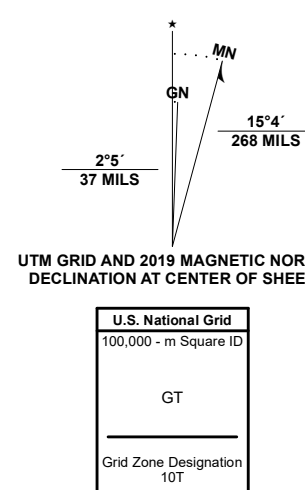 ★
MN
GN
15°4´
268 MILS
2°5´
37 MILS
UTM GRID AND 2019 MAGNETIC NOR
DECLINATION AT CENTER OF SHEE
U.S. National Grid
100,000 - m Square ID
GT
Grid Zone Designation
10T